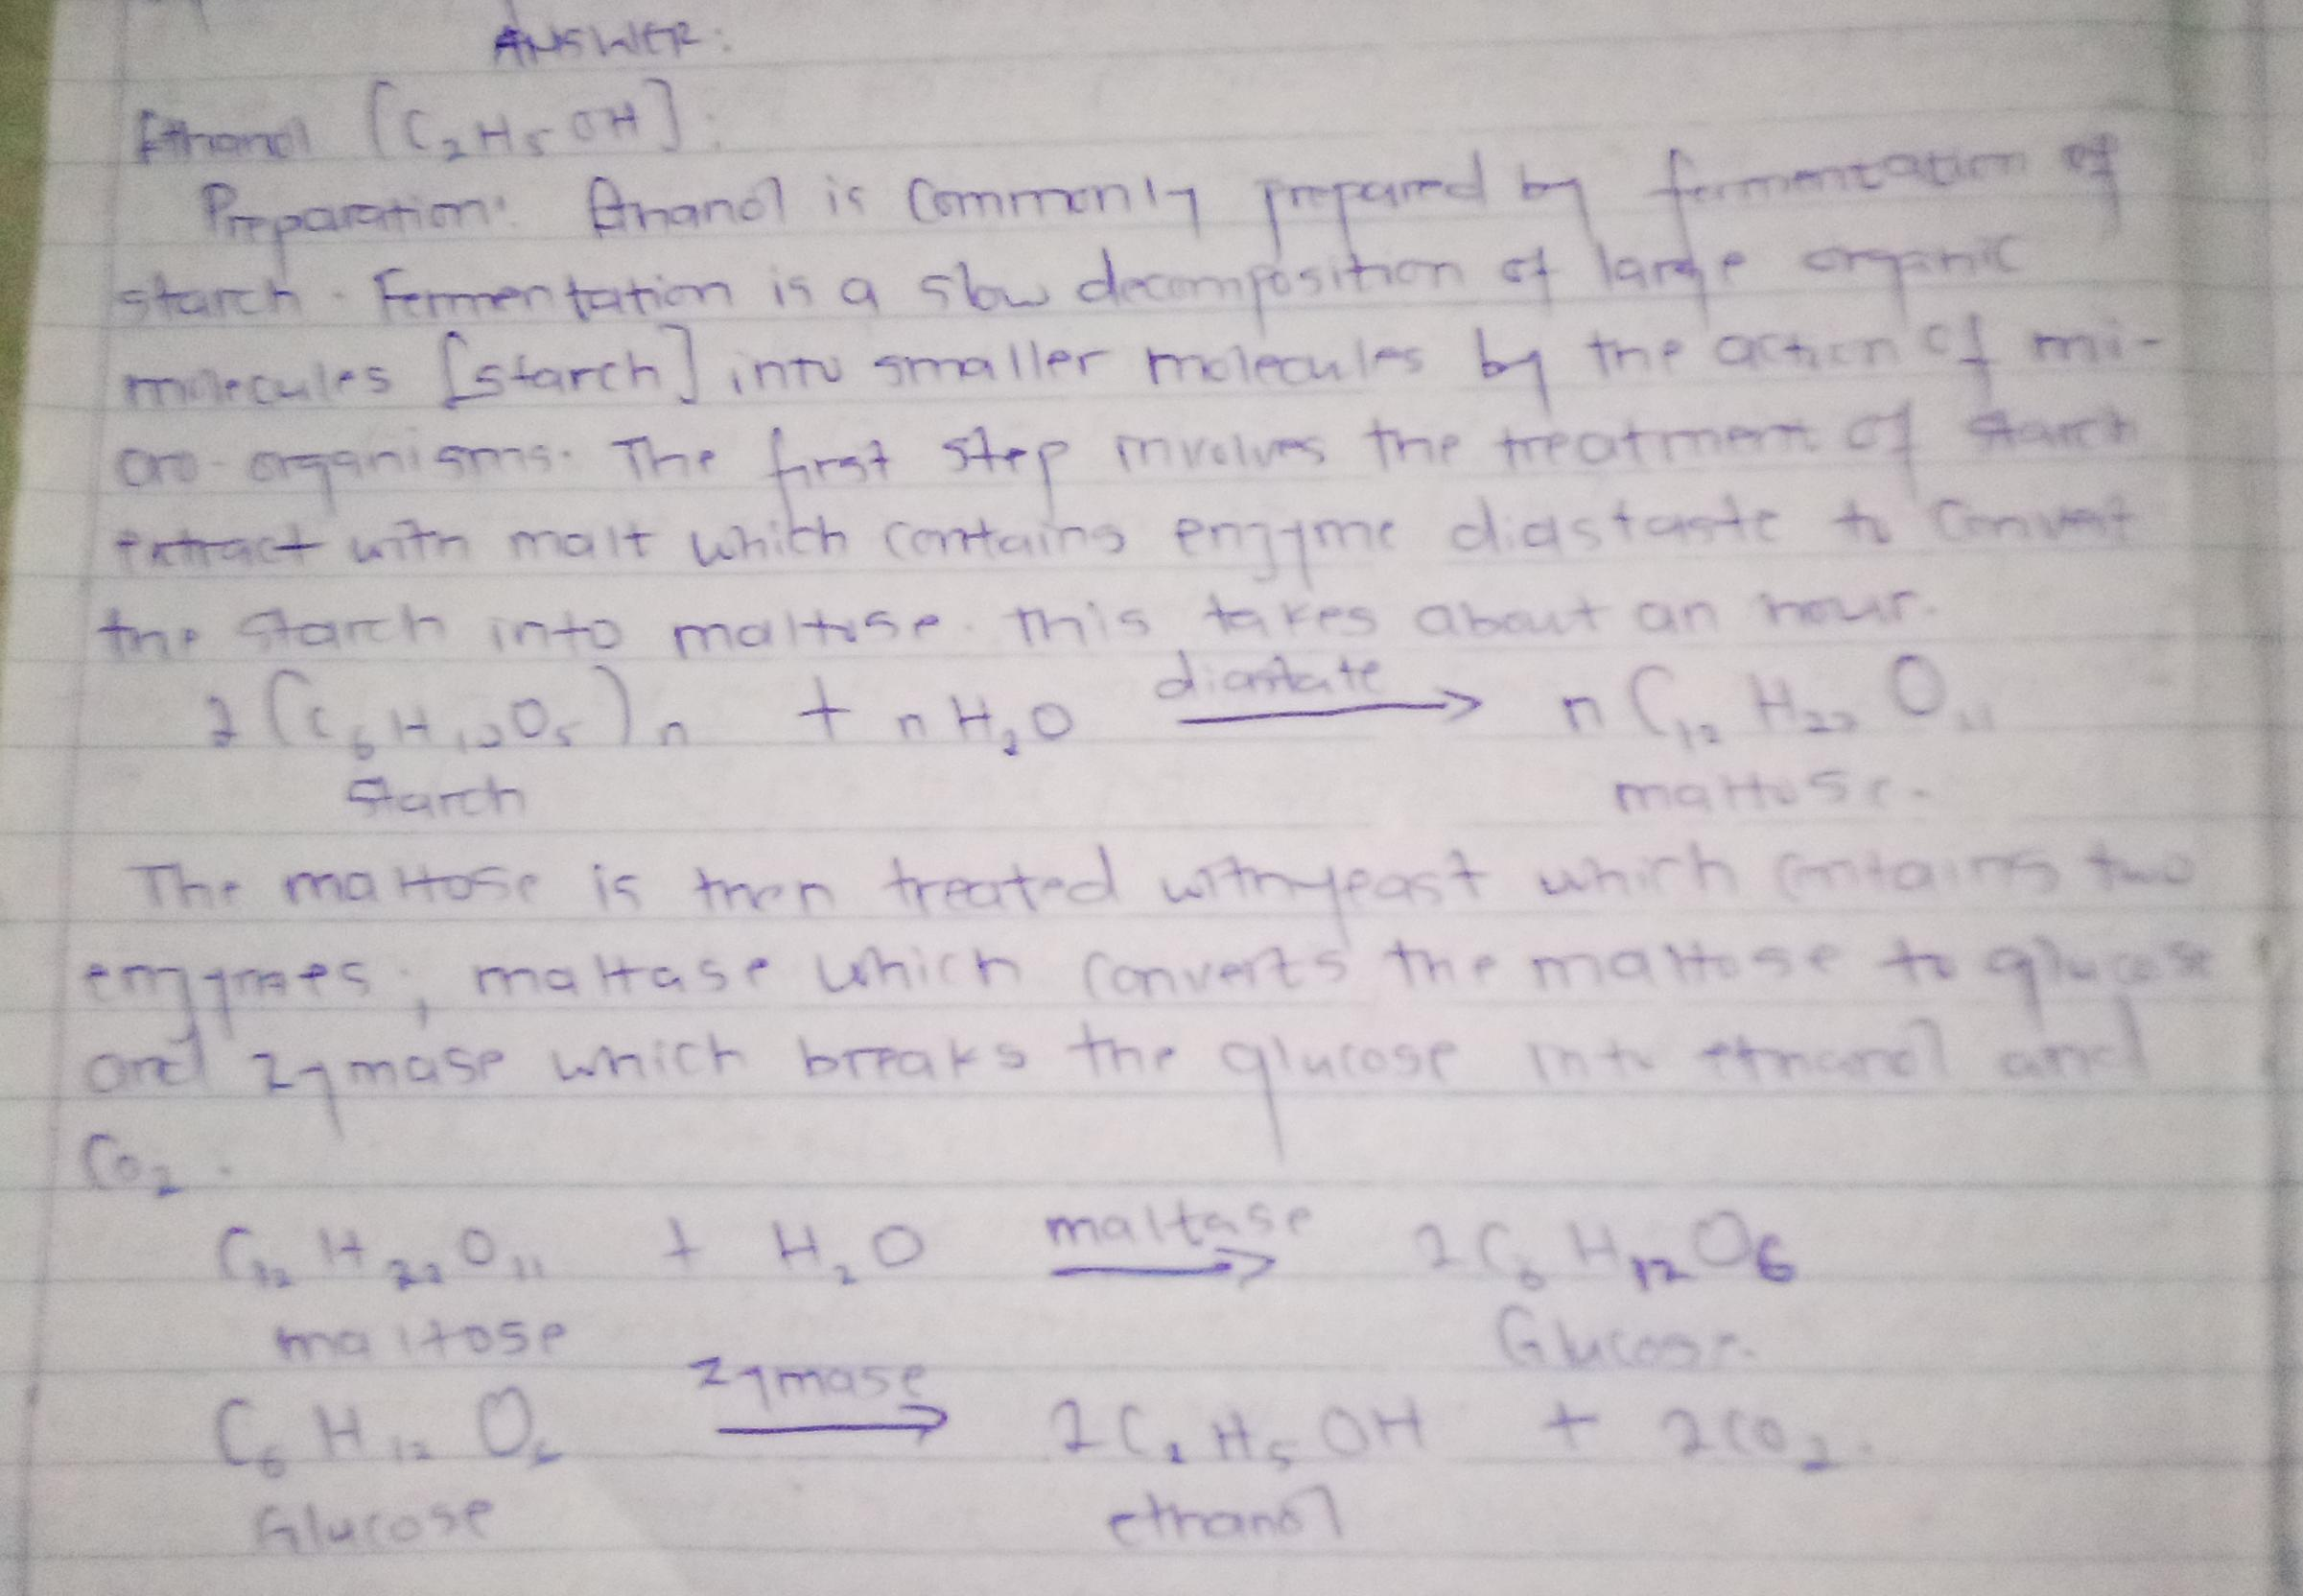 ANSWER:
Ethanol [C₂H₅OH]:
Preparation: Ethanol is commonly prepared by fermentation of
starch. Fermentation is a slow decomposition of large organic
molecules [starch] into smaller molecules by the action of mi-
cro-organisms. The first step involves the treatment of starch
extract with malt which contains enzyme diastaste to convert
the starch into maltose. This takes about an hour.
diastate
2(C₆H₁₀O₅)n + nH₂O → nC₁₂H₂₂O₁₁
Starch maltose.
The maltose is then treated with yeast which contains two
enzymes; maltase which converts the maltose to glucose
and zymase which breaks the glucose into ethanol and
CO₂.
maltase
C₁₂H₂₂O₁₁ + H₂O → 2C₆H₁₂O₆
maltose Glucose.
zymase
C₆H₁₂O₆ → 2C₂H₅OH + 2CO₂.
Glucose ethanol